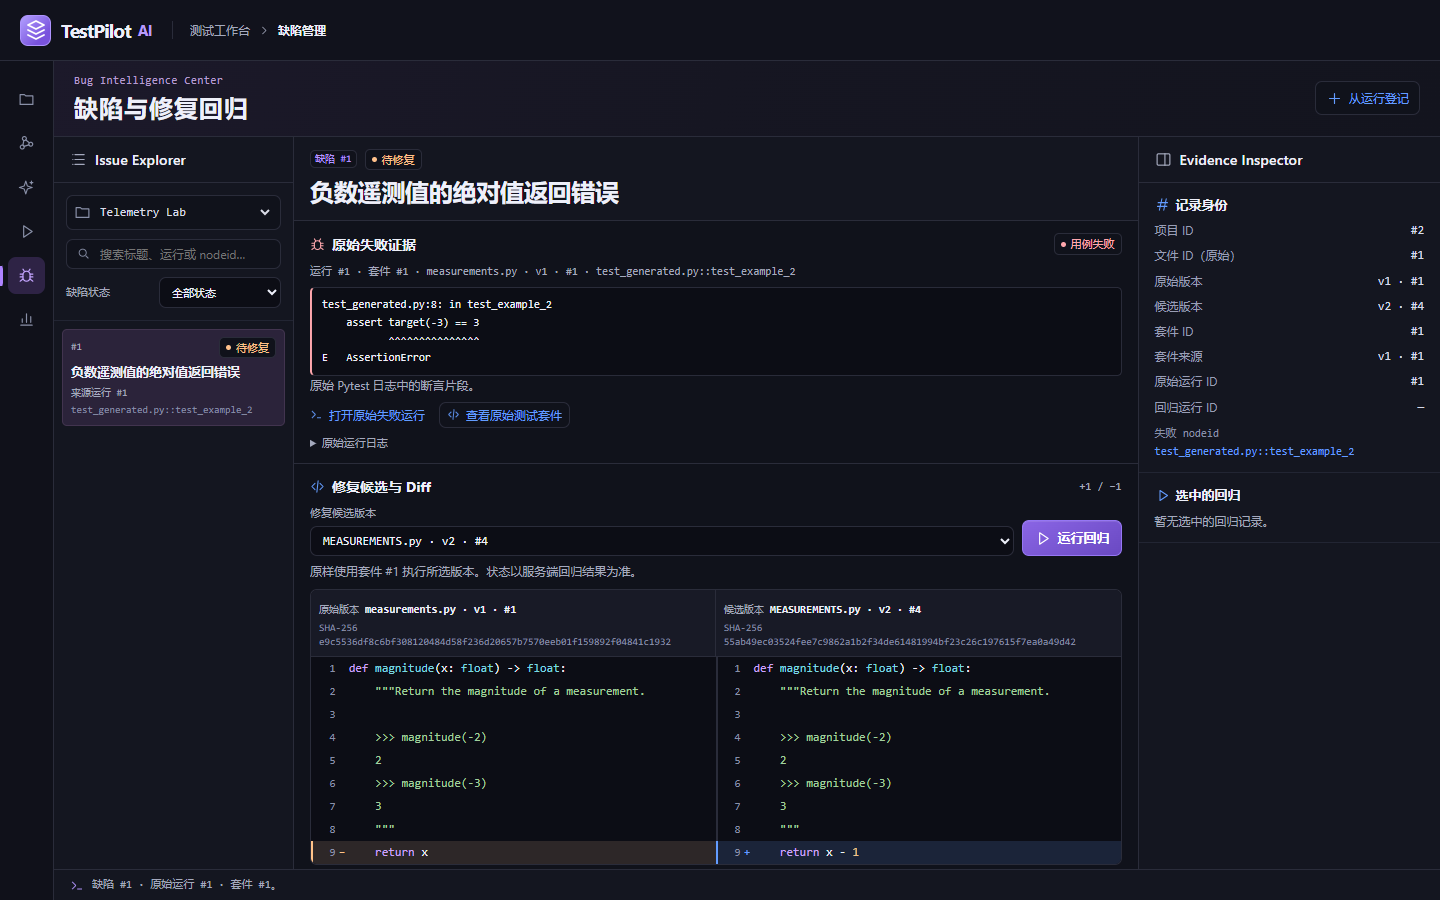 TestPilot AI
测试工作台 > 缺陷管理
Bug Intelligence Center
缺陷与修复回归
从运行登记
Issue Explorer
Telemetry Lab
搜索标题、运行或 nodeid...
缺陷状态
全部状态
#1
待修复
负数遥测值的绝对值返回错误
来源运行 #1
test_generated.py::test_example_2
缺陷 #1
待修复
负数遥测值的绝对值返回错误
原始失败证据
用例失败
运行 #1 · 套件 #1 · measurements.py · v1 · #1 · test_generated.py::test_example_2
test_generated.py:8: in test_example_2
assert target(-3) == 3
^^^^^^^^^^^^^^^
E   AssertionError
原始 Pytest 日志中的断言片段。
打开原始失败运行
查看原始测试套件
原始运行日志
修复候选与 Diff
+1 / −1
修复候选版本
MEASUREMENTS.py · v2 · #4
运行回归
原样使用套件 #1 执行所选版本。状态以服务端回归结果为准。
原始版本 measurements.py · v1 · #1
SHA-256
e9c5536df8c6bf308120484d58f236d20657b7570eeb01f159892f04841c1932
1 def magnitude(x: float) -> float:
2 """Return the magnitude of a measurement.
3
4 >>> magnitude(-2)
5 2
6 >>> magnitude(-3)
7 3
8 """
9 − return x
候选版本 MEASUREMENTS.py · v2 · #4
SHA-256
55ab49ec03524fee7c9862a1b2f34de61481994bf23c26c197615f7ea0a49d42
1 def magnitude(x: float) -> float:
2 """Return the magnitude of a measurement.
3
4 >>> magnitude(-2)
5 2
6 >>> magnitude(-3)
7 3
8 """
9 + return x - 1
Evidence Inspector
记录身份
项目 ID #2
文件 ID（原始） #1
原始版本 v1 · #1
候选版本 v2 · #4
套件 ID #1
套件来源 v1 · #1
原始运行 ID #1
回归运行 ID —
失败 nodeid
test_generated.py::test_example_2
选中的回归
暂无选中的回归记录。
缺陷 #1 · 原始运行 #1 · 套件 #1。